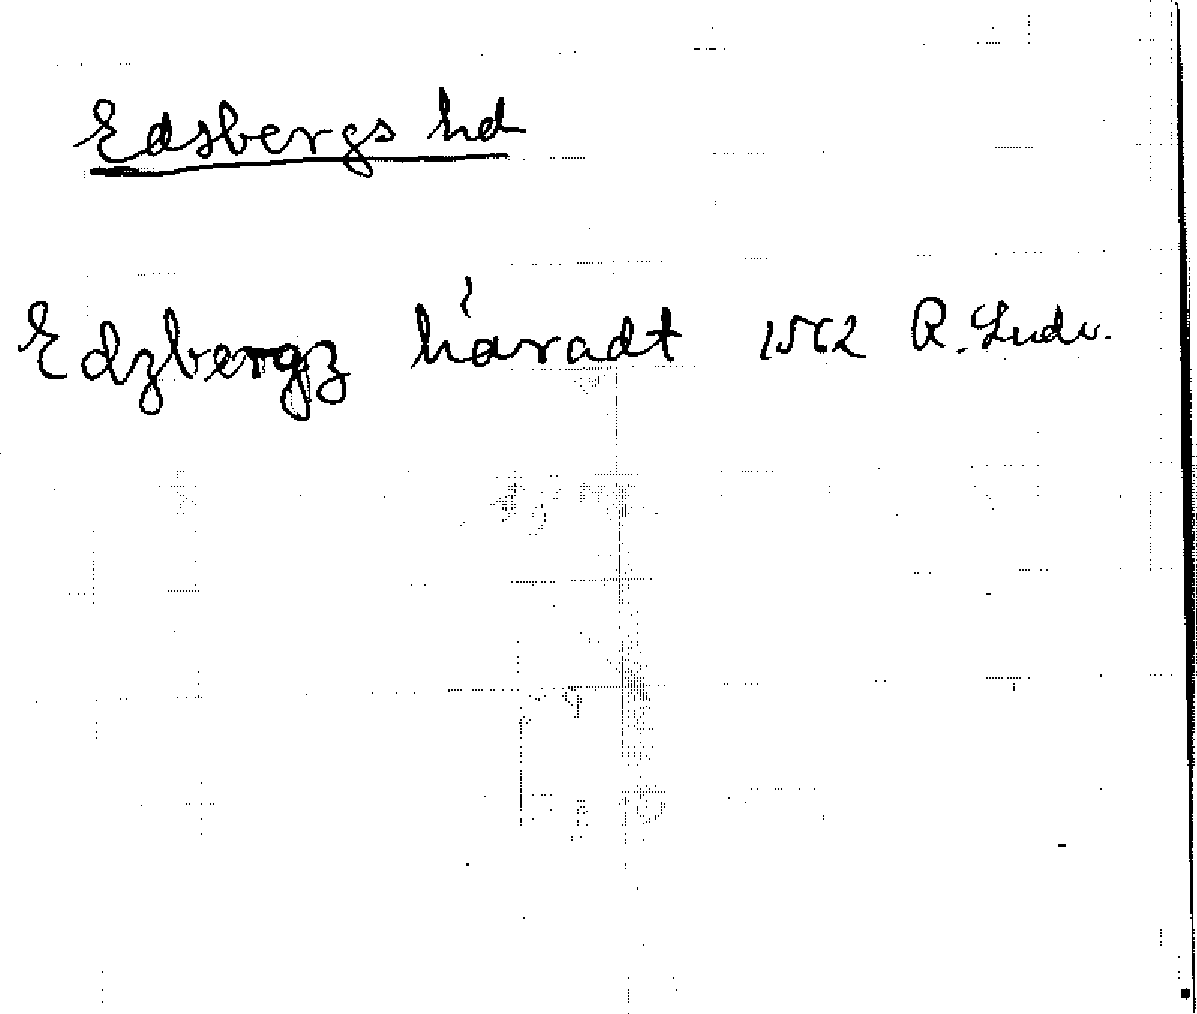 Edsbergs hd
Edzbergz häradt 1562 R. Ludv.